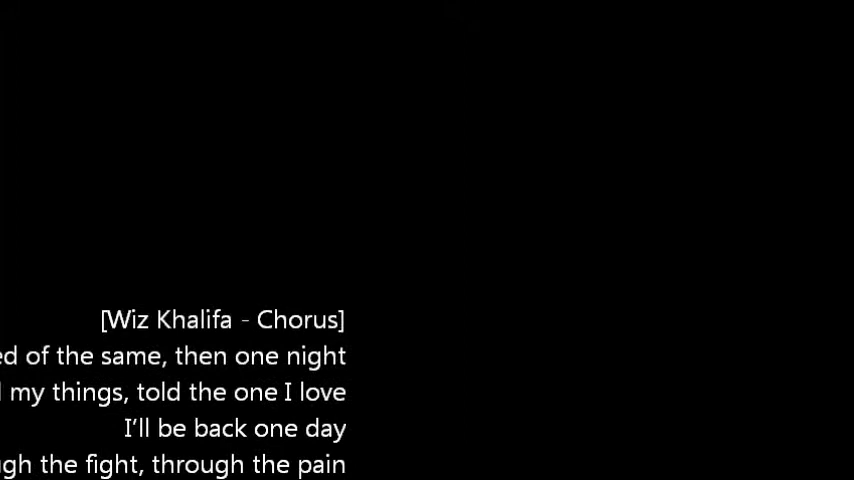 [Wiz Khalifa - Chorus]
ed of the same, then one night
my things, told the one I love
I'll be back one day
gh the fight, through the pain